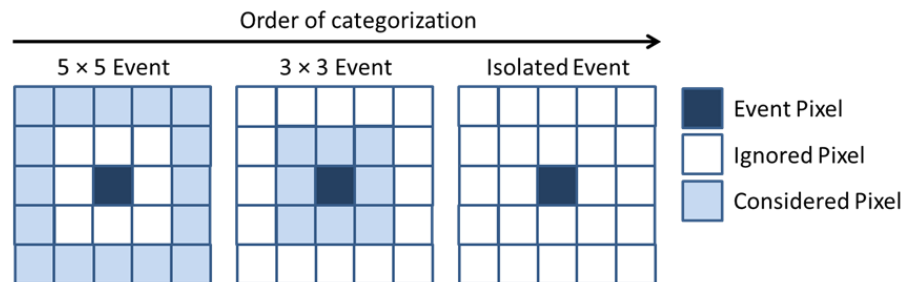 Order of categorization
5 × 5 Event
3 × 3 Event
Isolated Event
Event Pixel
Ignored Pixel
Considered Pixel